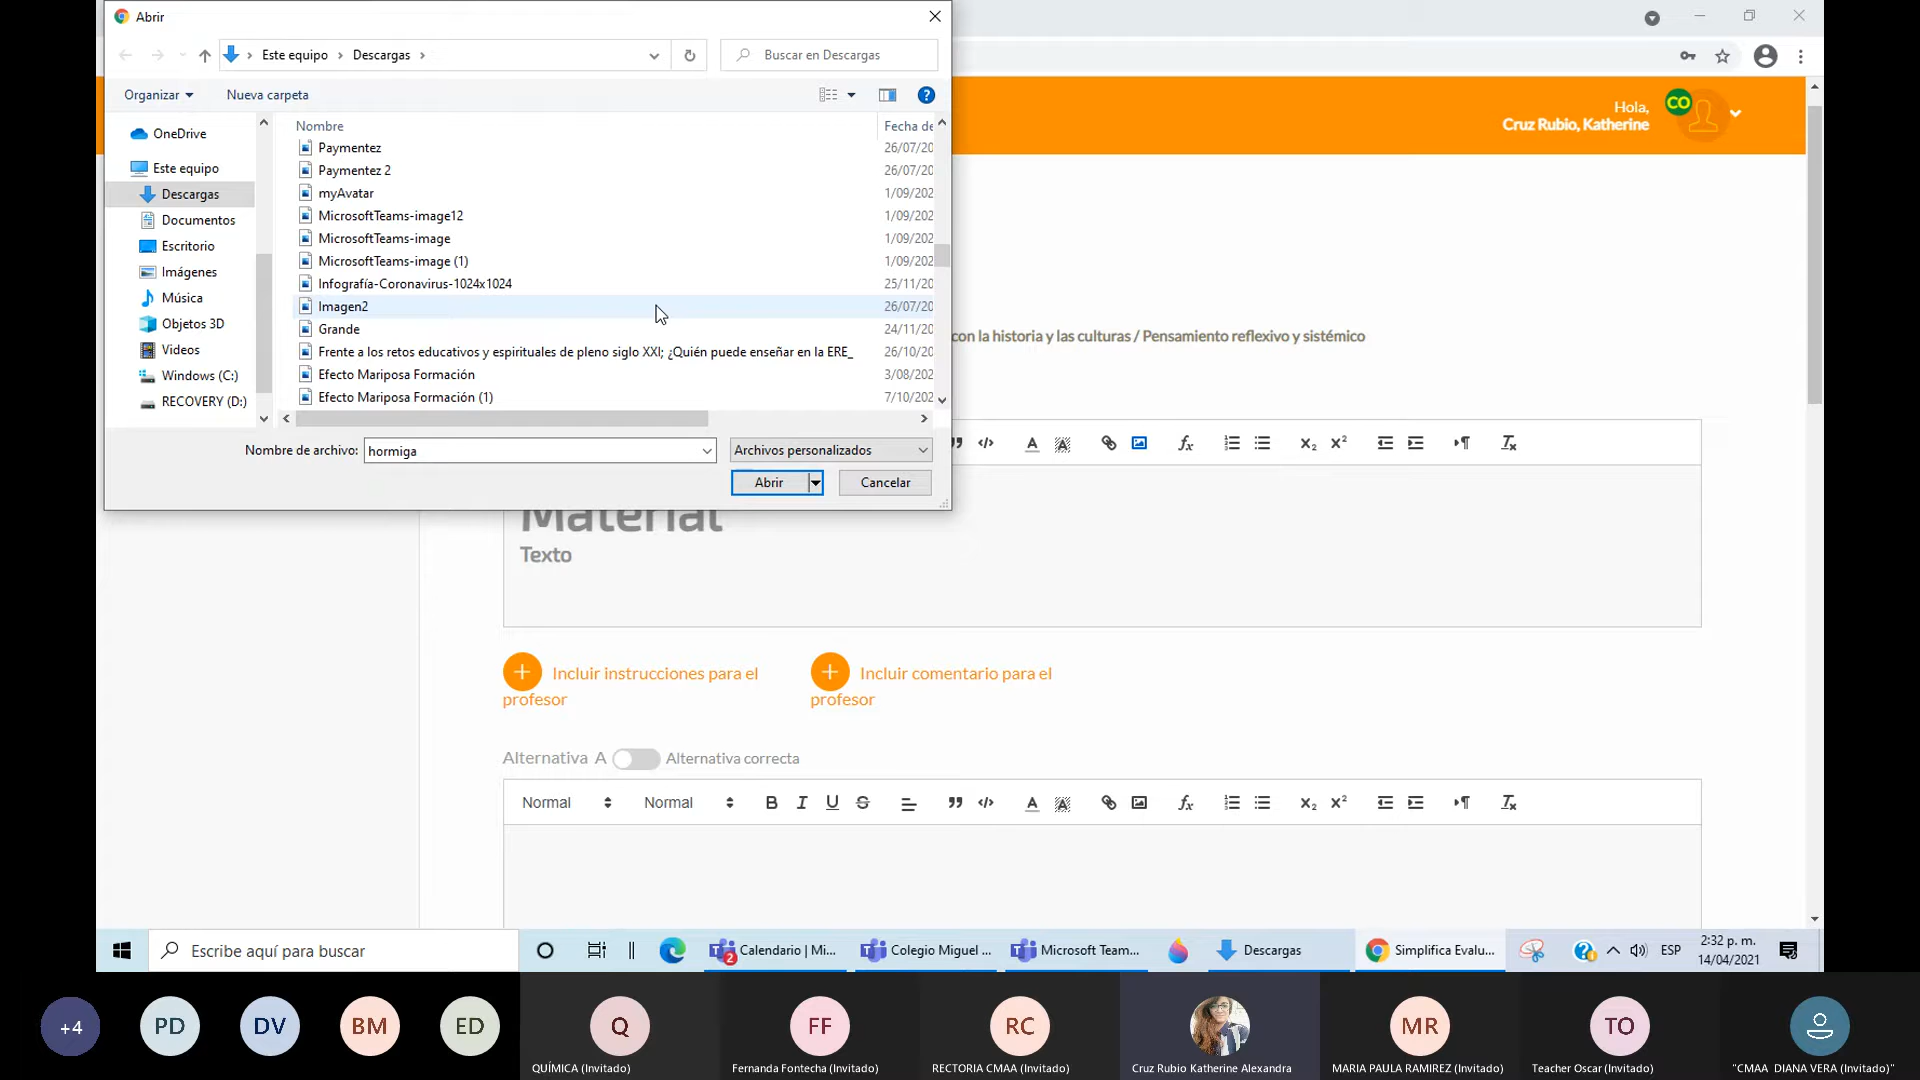 Abrir
Este equipo › Descargas ›
Buscar en Descargas
Organizar
Nueva carpeta
OneDrive
Este equipo
Descargas
Documentos
Escritorio
Imágenes
Música
Objetos 3D
Videos
Windows (C:)
RECOVERY (D:)
Nombre
Fecha de
Paymentez
26/07/20
Paymentez 2
26/07/20
myAvatar
1/09/202
MicrosoftTeams-image12
1/09/202
MicrosoftTeams-image
1/09/202
MicrosoftTeams-image (1)
1/09/202
Infografía-Coronavirus-1024x1024
25/11/20
Imagen2
26/07/20
Grande
24/11/20
Frente a los retos educativos y espirituales de pleno siglo XXI; ¿Quién puede enseñar en la ERE_
26/10/20
Efecto Mariposa Formación
3/08/202
Efecto Mariposa Formación (1)
7/10/202
Nombre de archivo:
hormiga
Archivos personalizados
Abrir
Cancelar
Hola,
Cruz Rubio, Katherine
CO
con la historia y las culturas / Pensamiento reflexivo y sistémico
Material
Texto
Incluir instrucciones para el
profesor
Incluir comentario para el
profesor
Alternativa A
Alternativa correcta
Normal
Normal
Escribe aquí para buscar
2
Calendario | Mi...
Colegio Miguel ...
Microsoft Team...
Descargas
Simplifica Evalu...
ESP
2:32 p. m.
14/04/2021
+4
PD
DV
BM
ED
Q
QUÍMICA (Invitado)
FF
Fernanda Fontecha (Invitado)
RC
RECTORIA CMAA (Invitado)
Cruz Rubio Katherine Alexandra
MR
MARIA PAULA RAMIREZ (Invitado)
TO
Teacher Oscar (Invitado)
"CMAA DIANA VERA (Invitado)"